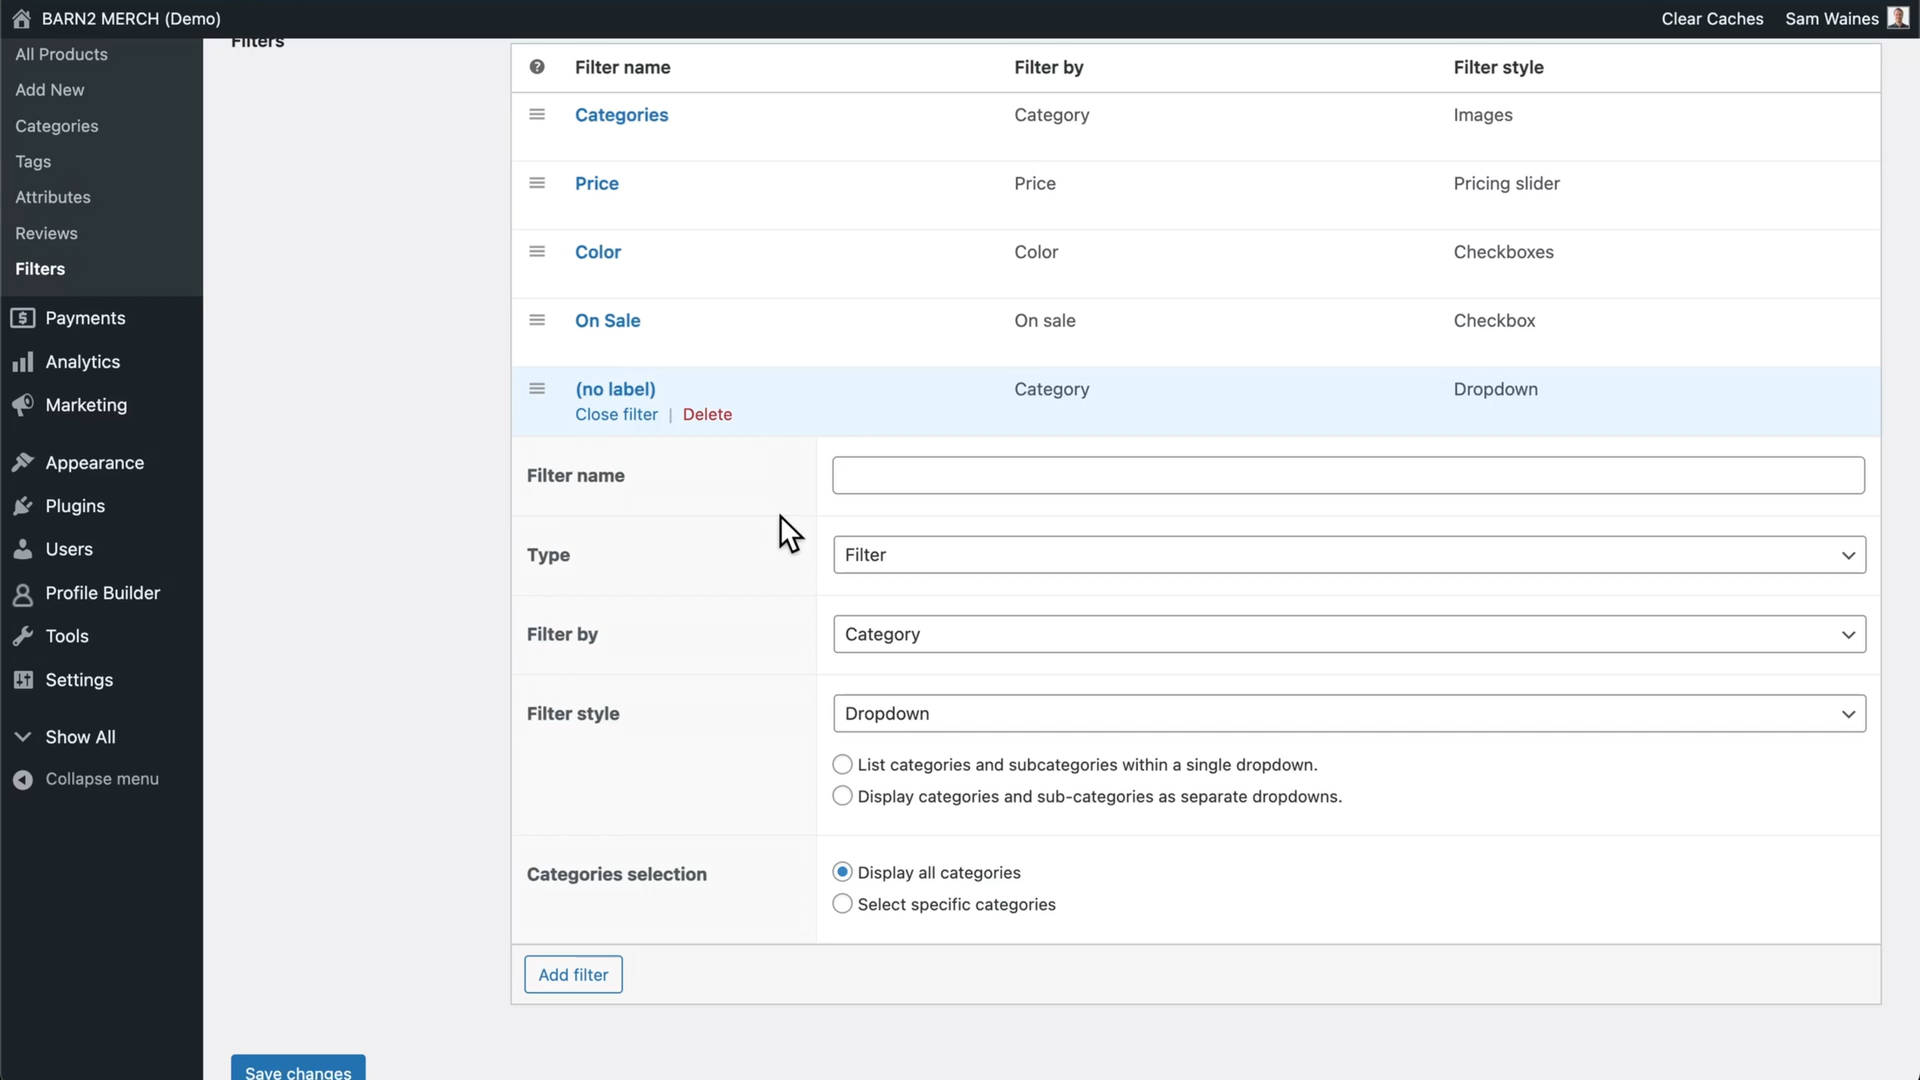 BARN2 MERCH (Demo)
Clear Caches
Sam Waines
All Products
Add New
Categories
Tags
Attributes
Reviews
Filters
Payments
Analytics
Marketing
Appearance
Plugins
Users
Profile Builder
Tools
Settings
Show All
Collapse menu
Filters
Filter name Filter by Filter style
Categories Category Images
Price Price Pricing slider
Color Color Checkboxes
On Sale On sale Checkbox
(no label) Category Dropdown
Close filter | Delete
Filter name
Type Filter
Filter by Category
Filter style Dropdown
List categories and subcategories within a single dropdown.
Display categories and sub-categories as separate dropdowns.
Categories selection Display all categories
Select specific categories
Add filter
Save changes